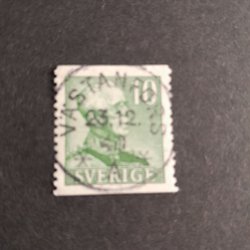 10
VÄSTANFORS
23.12.
SVERIGE